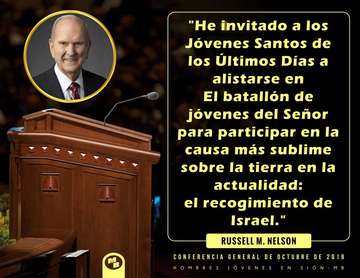 "He invitado a los
Jóvenes Santos de
los Últimos Días a
alistarse en
El batallón de
jóvenes del Señor
para participar en la
causa más sublime
sobre la tierra en la
actualidad:
el recogimiento de
Israel."
RUSSELL M. NELSON
CONFERENCIA GENERAL DE OCTUBRE DE 2018
HOMBRES JÓVENES EN SIÓN-MR